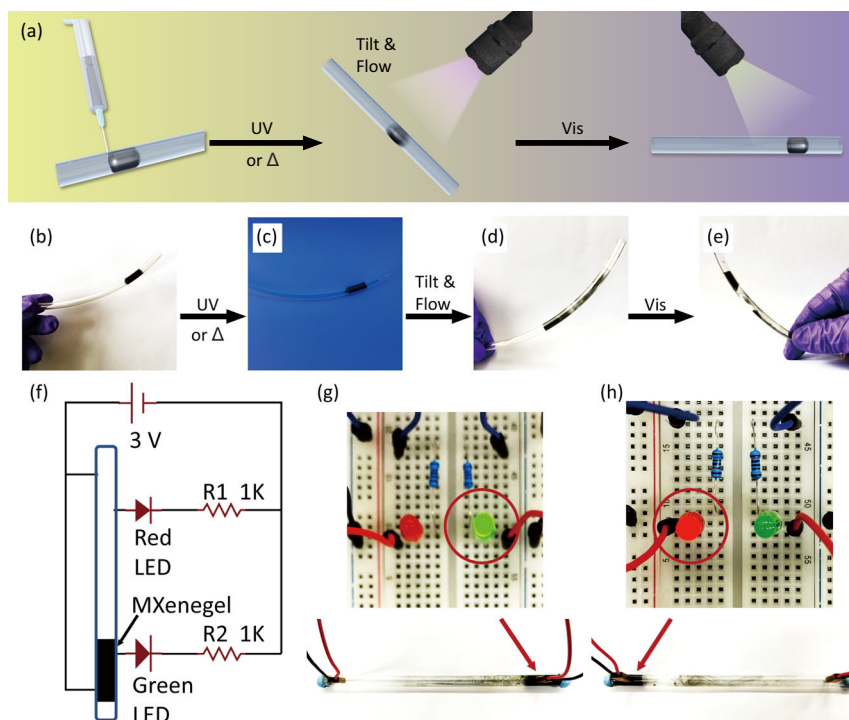 (a)
Tilt &
Flow
UV
or Δ
Vis
(b)
(c)
(d)
(e)
UV
or Δ
Tilt &
Flow
Vis
(f)
(g)
(h)
3 V
R1 1K
Red
LED
MXenegel
R2 1K
Green
LED
15
10
5
45
50
55